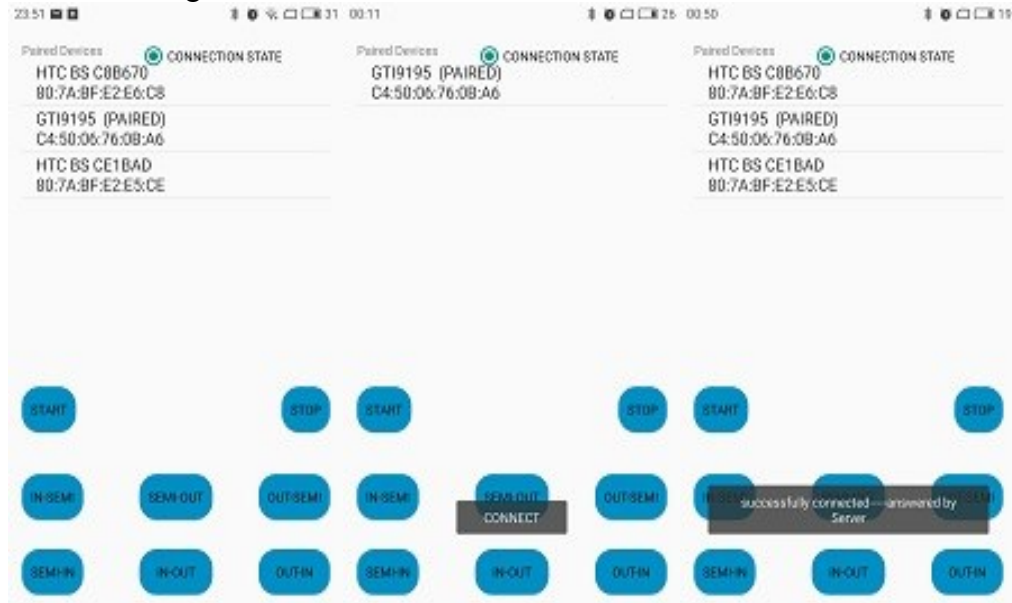 23:51
31
Paired Devices
CONNECTION STATE
HTC BS C0B670
80:7A:BF:E2:E6:C8
GTI9195 (PAIRED)
C4:50:06:76:0B:A6
HTC BS CE1BAD
80:7A:BF:E2:E5:CE
START
STOP
IN-SEMI
SEMI-OUT
OUT-SEMI
SEMI-IN
IN-OUT
OUT-IN
00:11
26
Paired Devices
CONNECTION STATE
GTI9195 (PAIRED)
C4:50:06:76:0B:A6
START
STOP
IN-SEMI
SEMI-OUT
OUT-SEMI
CONNECT
SEMI-IN
IN-OUT
OUT-IN
00:50
19
Paired Devices
CONNECTION STATE
HTC BS C0B670
80:7A:BF:E2:E6:C8
GTI9195 (PAIRED)
C4:50:06:76:0B:A6
HTC BS CE1BAD
80:7A:BF:E2:E5:CE
START
STOP
successfully connected----answered by
Server
SEMI-IN
IN-OUT
OUT-IN